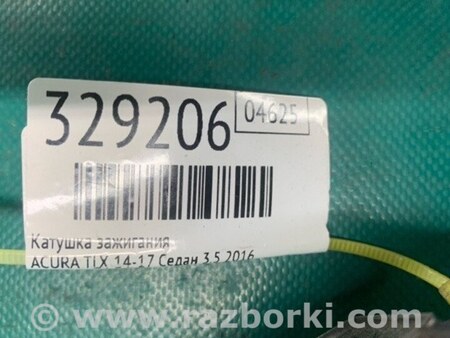 329206
04625
Катушка зажигания
ACURA TLX 14-17 Седан 3.5 2016
www.razborki.com